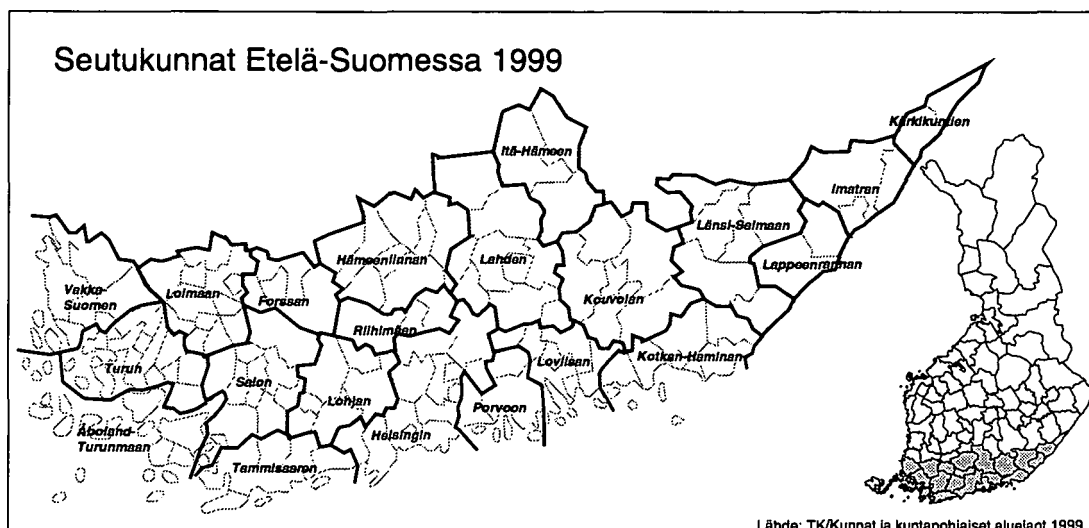 Seutukunnat Etelä-Suomessa 1999
Kärkikuntien
Itä-Hämeen
Imatran
Länsi-Saimaan
Hämeenlinnan
Lahden
Lappeenrannan
Vakka-
Suomen
Loimaan
Forssan
Kouvolan
Riihimäen
Kotkan-Haminan
Turun
Loviisan
Salon
Lohjan
Porvoon
Åboland-
Turunmaan
Helsingin
Tammisaaren
Lähde: TK/Kunnat ja kuntapohjaiset aluejaot 1999